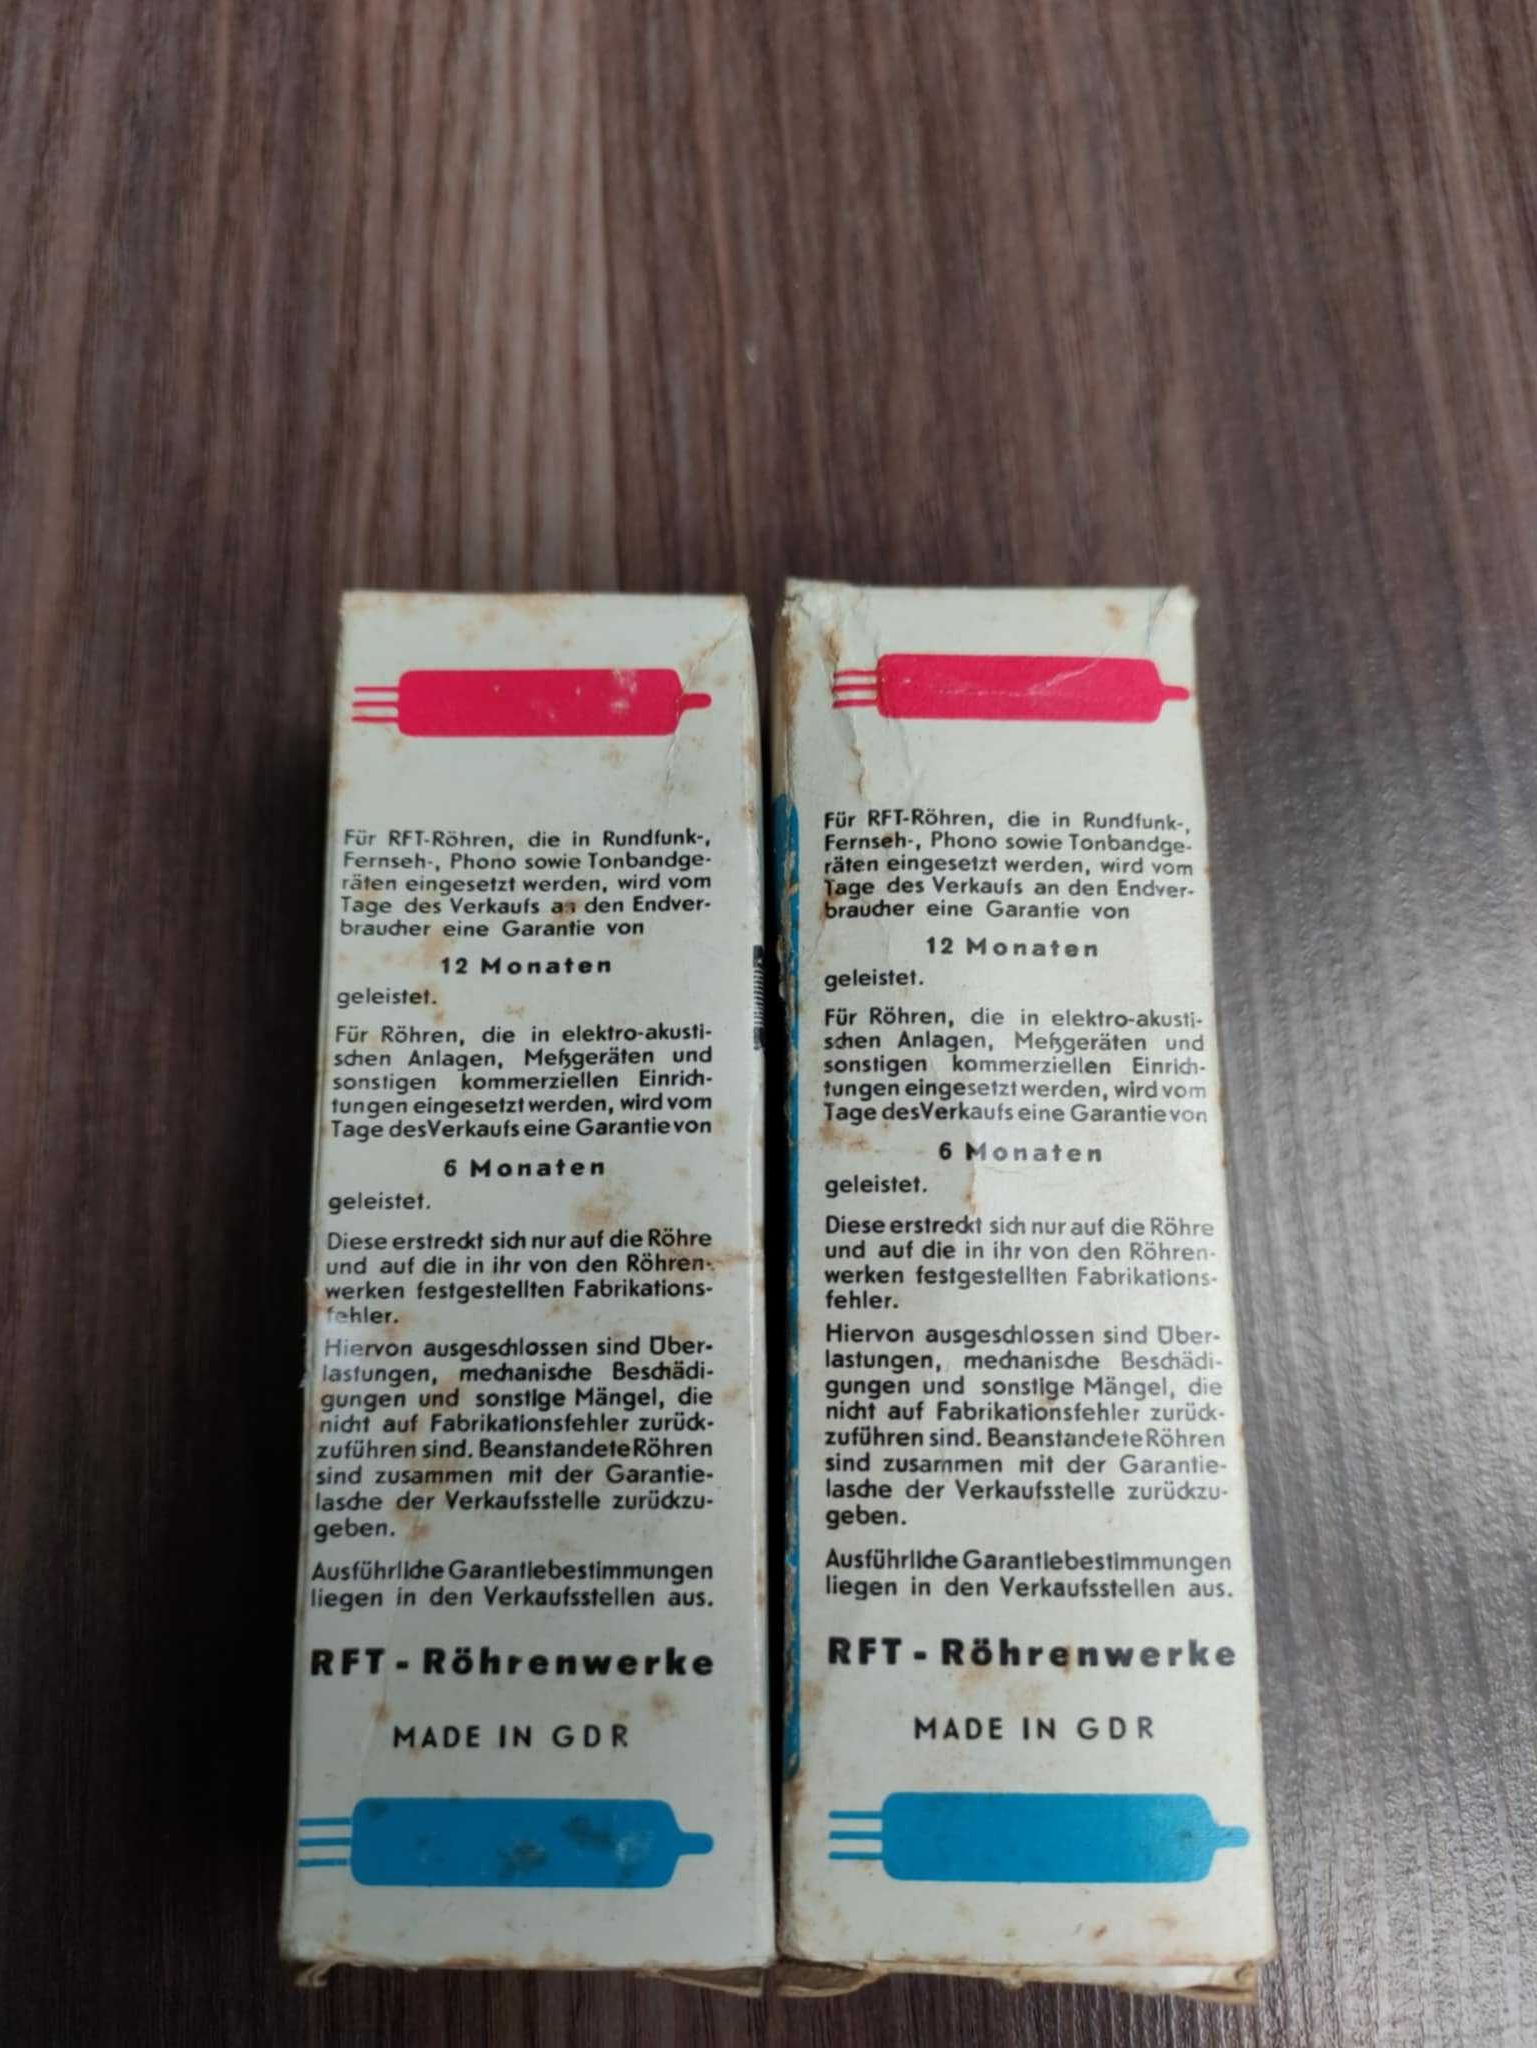 Für RFT-Röhren, die in Rundfunk-,
Fernseh-, Phono sowie Tonbandge-
räten eingesetzt werden, wird vom
Tage des Verkaufs an den Endver-
braucher eine Garantie von
12 Monaten
geleistet.
Für Röhren, die in elektro-akusti-
schen Anlagen, Meßgeräten und
sonstigen kommerziellen Einrich-
tungen eingesetzt werden, wird vom
Tage des Verkaufs eine Garantie von
6 Monaten
geleistet.
Diese erstreckt sich nur auf die Röhre
und auf die in ihr von den Röhren-
werken festgestellten Fabrikations-
fehler.
Hiervon ausgeschlossen sind Über-
lastungen, mechanische Beschädi-
gungen und sonstige Mängel, die
nicht auf Fabrikationsfehler zurück-
zuführen sind. Beanstandete Röhren
sind zusammen mit der Garantie-
lasche der Verkaufsstelle zurückzu-
geben.
Ausführliche Garantiebestimmungen
liegen in den Verkaufsstellen aus.
RFT - Röhrenwerke
MADE IN GDR
Für RFT-Röhren, die in Rundfunk-,
Fernseh-, Phono sowie Tonbandge-
räten eingesetzt werden, wird vom
Tage des Verkaufs an den Endver-
braucher eine Garantie von
12 Monaten
geleistet.
Für Röhren, die in elektro-akusti-
schen Anlagen, Meßgeräten und
sonstigen kommerziellen Einrich-
tungen eingesetzt werden, wird vom
Tage des Verkaufs eine Garantie von
6 Monaten
geleistet.
Diese erstreckt sich nur auf die Röhre
und auf die in ihr von den Röhren-
werken festgestellten Fabrikations-
fehler.
Hiervon ausgeschlossen sind Über-
lastungen, mechanische Beschädi-
gungen und sonstige Mängel, die
nicht auf Fabrikationsfehler zurück-
zuführen sind. Beanstandete Röhren
sind zusammen mit der Garantie-
lasche der Verkaufsstelle zurückzu-
geben.
Ausführliche Garantiebestimmungen
liegen in den Verkaufsstellen aus.
RFT - Röhrenwerke
MADE IN GDR